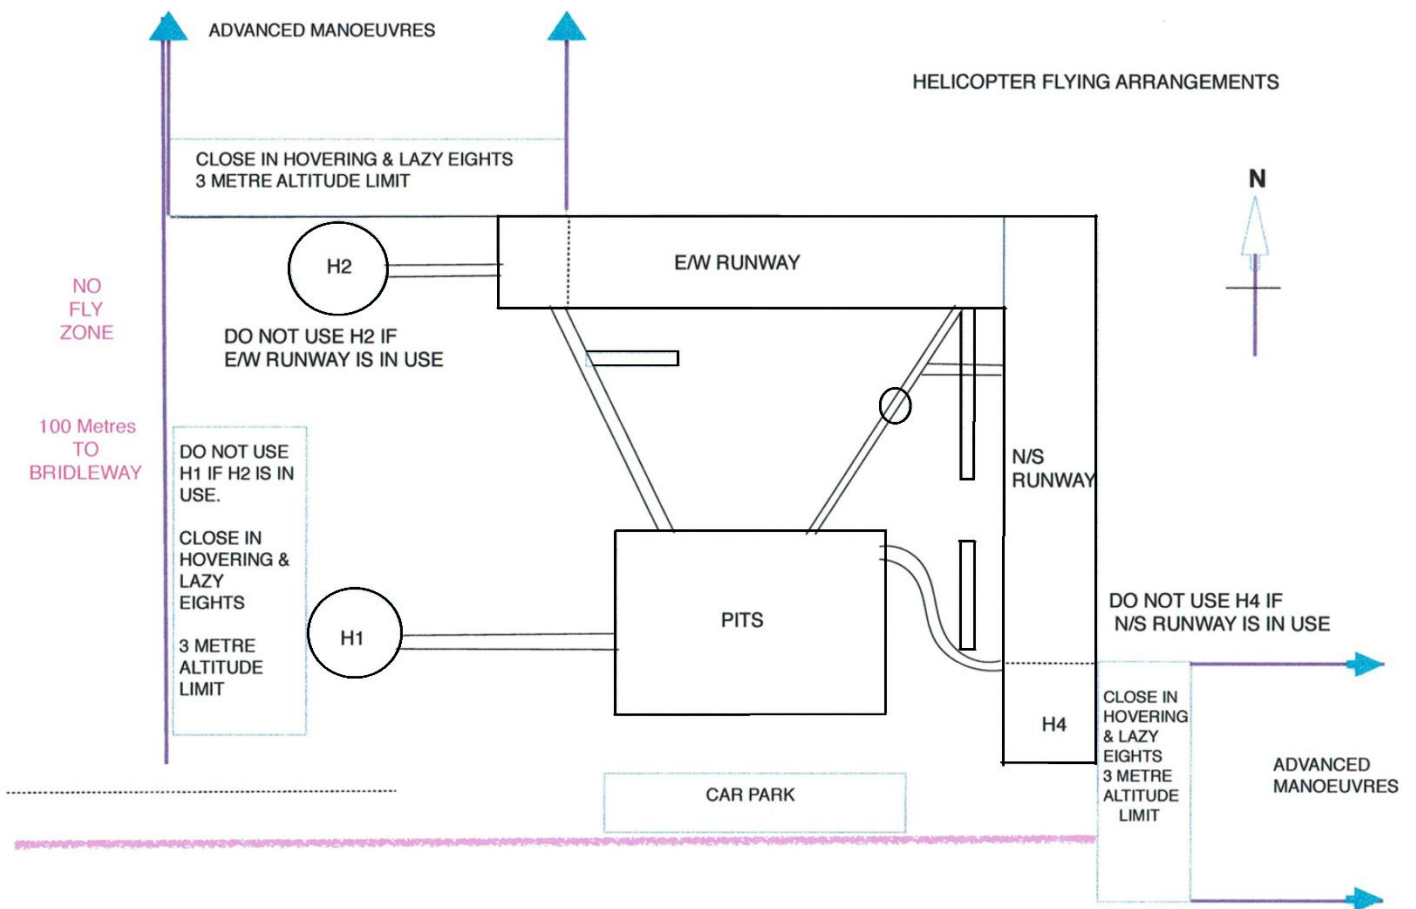 ADVANCED MANOEUVRES
HELICOPTER FLYING ARRANGEMENTS
CLOSE IN HOVERING & LAZY EIGHTS
3 METRE ALTITUDE LIMIT
N
H2
E/W RUNWAY
NO
FLY
ZONE
DO NOT USE H2 IF
E/W RUNWAY IS IN USE
100 Metres
TO
BRIDLEWAY
DO NOT USE
H1 IF H2 IS IN
USE.
CLOSE IN
HOVERING &
LAZY
EIGHTS
3 METRE
ALTITUDE
LIMIT
H1
PITS
N/S
RUNWAY
DO NOT USE H4 IF
N/S RUNWAY IS IN USE
H4
CLOSE IN
HOVERING
& LAZY
EIGHTS
3 METRE
ALTITUDE
LIMIT
ADVANCED
MANOEUVRES
CAR PARK